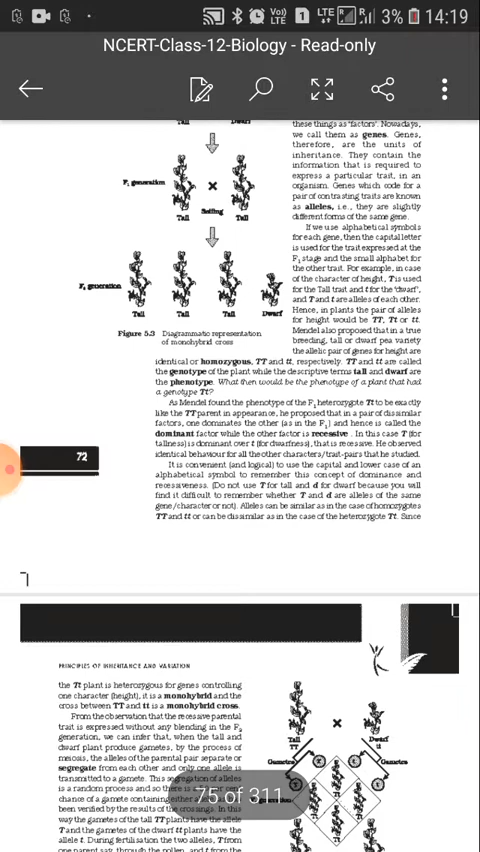 3% 14:19
NCERT-Class-12-Biology - Read-only
Tall Dwarf
these things as "factors". Nowadays,
we call them as genes. Genes,
therefore, are the units of
inheritance. They contain the
information that is required to
express a particular trait, in an
organism. Genes which code for a
pair of contrasting traits are known
as alleles, i.e., they are slightly
different forms of the same gene.
If we use alphabetical symbols
for each gene, then the capital letter
is used for the trait expressed at the
F1 stage and the small alphabet for
the other trait. For example, in case
of the character of height, T is used
for the Tall trait and t for the 'dwarf',
and T and t are alleles of each other.
Hence, in plants the pair of alleles
for height would be TT, Tt or tt.
Mendel also proposed that in a true
breeding, tall or dwarf pea variety
the allelic pair of genes for height are
F1 generation
Tall Selfing Tall
F2 generation
Tall Tall Tall Dwarf
Figure 5.3 Diagrammatic representation
of monohybrid cross
identical or homozygous, TT and tt, respectively. TT and tt are called
the genotype of the plant while the descriptive terms tall and dwarf are
the phenotype. What then would be the phenotype of a plant that had
a genotype Tt?
As Mendel found the phenotype of the F1 heterozygote Tt to be exactly
like the TT parent in appearance, he proposed that in a pair of dissimilar
factors, one dominates the other (as in the F1) and hence is called the
dominant factor while the other factor is recessive. In this case T (for
tallness) is dominant over t (for dwarfness), that is recessive. He observed
identical behaviour for all the other characters/trait-pairs that he studied.
It is convenient (and logical) to use the capital and lower case of an
alphabetical symbol to remember this concept of dominance and
recessiveness. (Do not use T for tall and d for dwarf because you will
find it difficult to remember whether T and d are alleles of the same
gene/character or not). Alleles can be similar as in the case of homozygotes
TT and tt or can be dissimilar as in the case of the heterozygote Tt. Since
72
PRINCIPLES OF INHERITANCE AND VARIATION
the Tt plant is heterozygous for genes controlling
one character (height), it is a monohybrid and the
cross between TT and tt is a monohybrid cross.
From the observation that the recessive parental
trait is expressed without any blending in the F2
generation, we can infer that, when the tall and
dwarf plant produce gametes, by the process of
meiosis, the alleles of the parental pair separate or
segregate from each other and only one allele is
transmitted to a gamete. This segregation of alleles
is a random process and so there is a cen
chance of a gamete containing either a
been verified by the results of the crossings. In this
way the gametes of the tall TT plants have the allele
T and the gametes of the dwarf tt plants have the
allele t. During fertilisation the two alleles, T from
one parent say, through the pollen, and t from the
Tall Dwarf
TT tt
Gametes Gametes
75 of 311